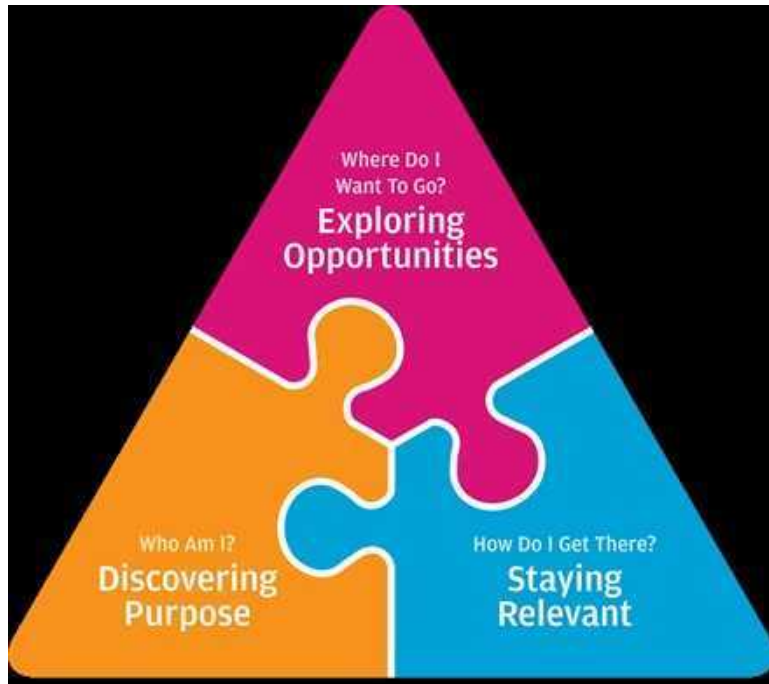 Where Do I
Want To Go?
Exploring
Opportunities
Who Am I?
Discovering
Purpose
How Do I Get There?
Staying
Relevant